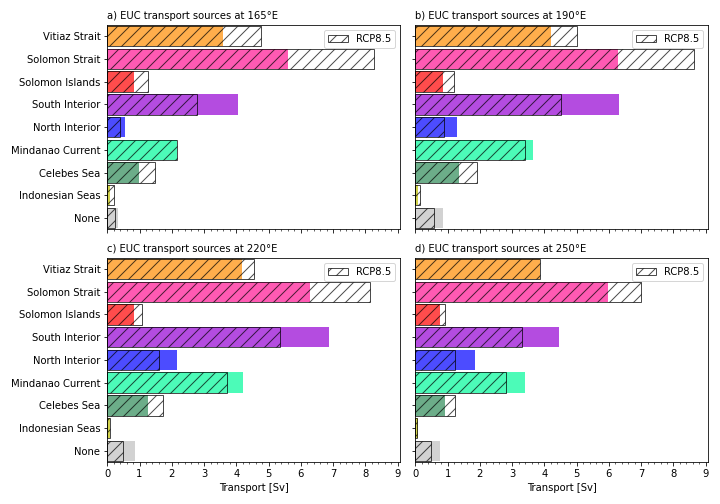 a) EUC transport sources at 165°E
b) EUC transport sources at 190°E
Vitiaz Strait
Solomon Strait
Solomon Islands
South Interior
North Interior
Mindanao Current
Celebes Sea
Indonesian Seas
None
RCP8.5
RCP8.5
c) EUC transport sources at 220°E
d) EUC transport sources at 250°E
Vitiaz Strait
Solomon Strait
Solomon Islands
South Interior
North Interior
Mindanao Current
Celebes Sea
Indonesian Seas
None
RCP8.5
RCP8.5
0 1 2 3 4 5 6 7 8 9
0 1 2 3 4 5 6 7 8 9
Transport [Sv]
Transport [Sv]